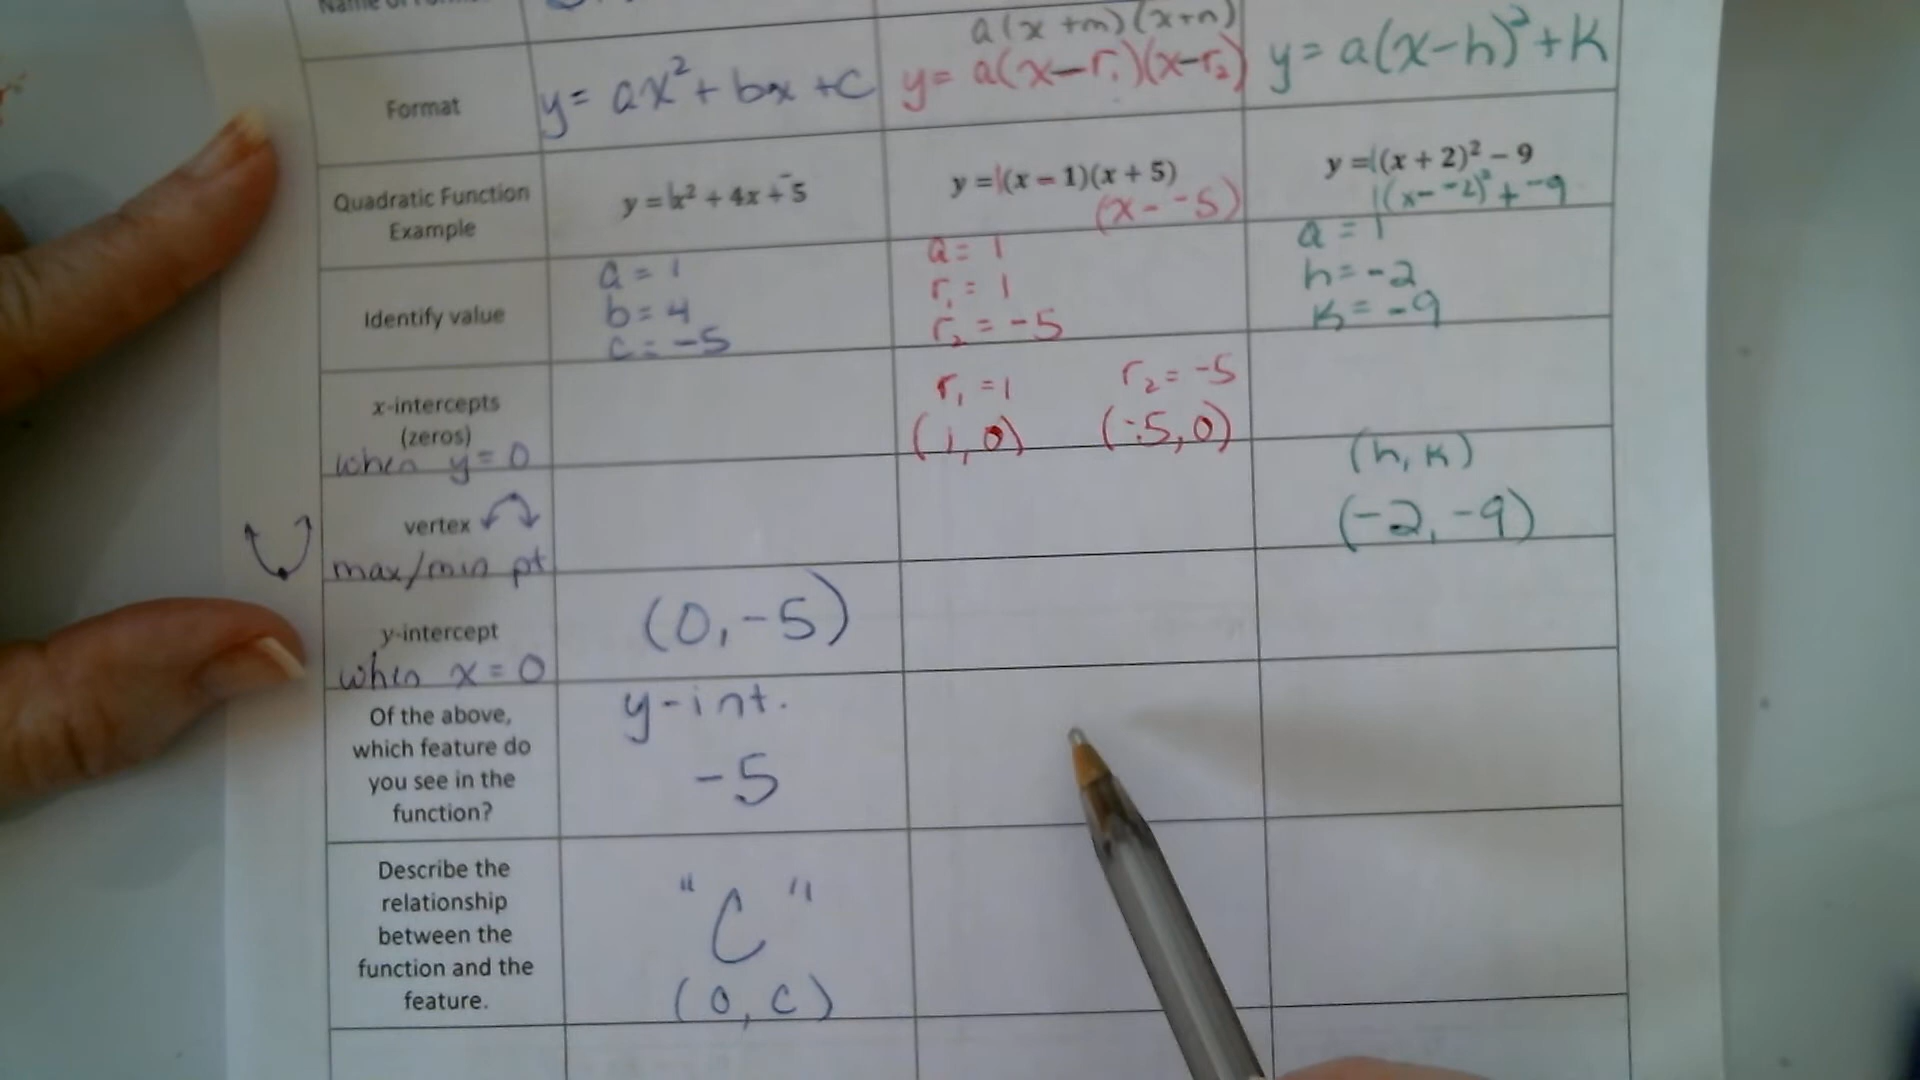 a(x+m)(x+n)
Format
y= ax²+ bx +c
y= a(x-r₁)(x-r₂)
y= a(x-h)²+k
Quadratic Function
Example
y = 1x² + 4x + -5
y = 1(x - 1)(x + 5)
(x - -5)
y = 1(x + 2)² - 9
1(x- -2)² + -9
Identify value
a = 1
b = 4
c = -5
a = 1
r₁ = 1
r₂ = -5
a = 1
h = -2
k = -9
x-intercepts
(zeros)
when y=0
r₁ =1
r₂= -5
(1,0)
(-5,0)
vertex
max/min pt
(h,k)
(-2,-9)
y-intercept
when x=0
(0,-5)
Of the above,
which feature do
you see in the
function?
y-int.
-5
Describe the
relationship
between the
function and the
feature.
"C"
(0,c)